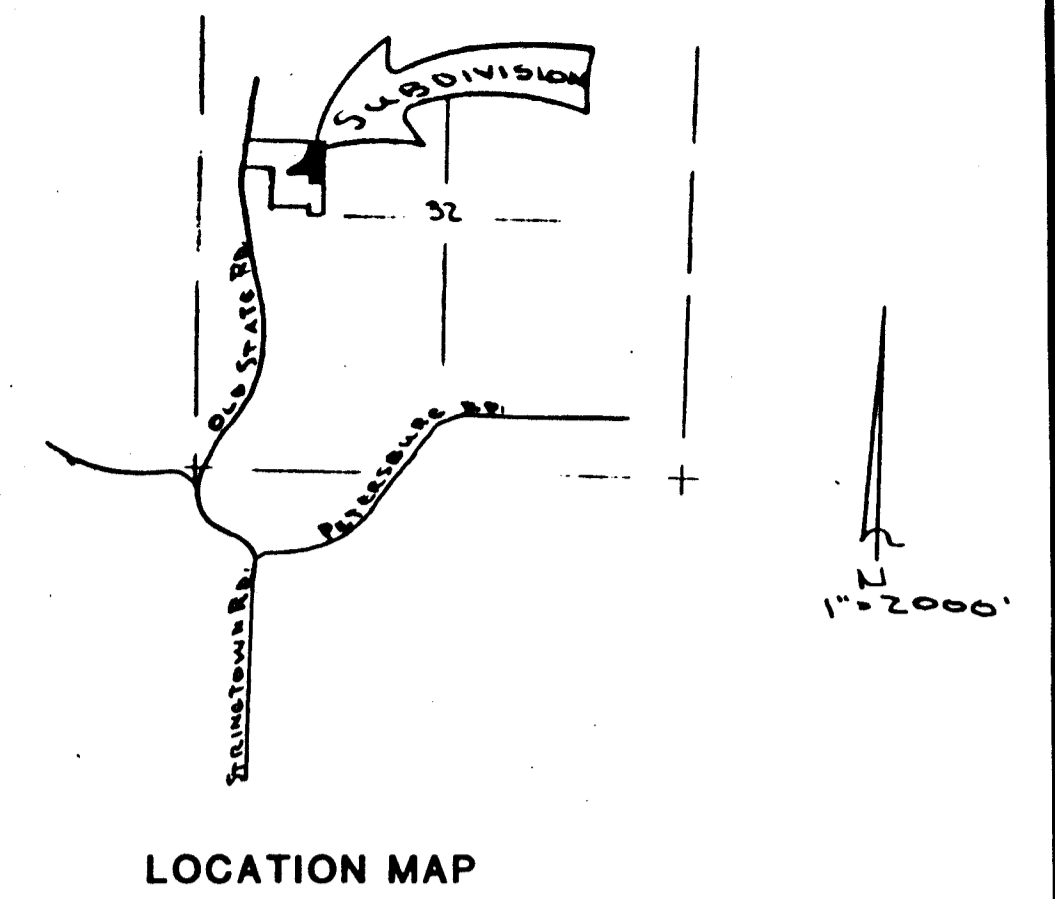 SUBDIVISION
32
OLD STATE RD.
PETERSBURG RD.
STRINGTOWN RD.
N
1"=2000'
LOCATION MAP